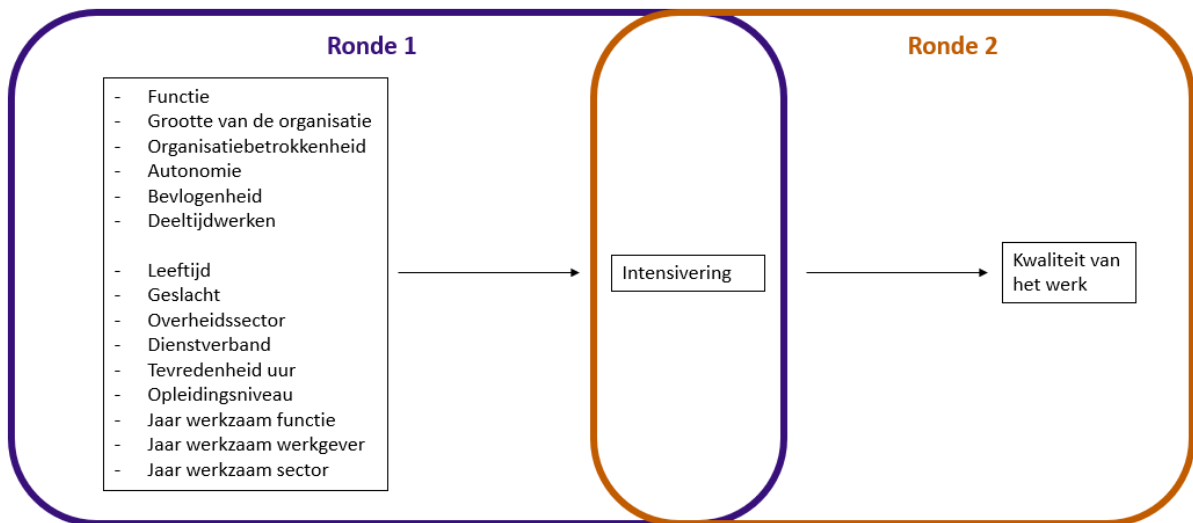 Ronde 1
Ronde 2
- Functie
- Grootte van de organisatie
- Organisatiebetrokkenheid
- Autonomie
- Bevlogenheid
- Deeltijdwerken
- Leeftijd
- Geslacht
- Overheidssector
- Dienstverband
- Tevredenheid uur
- Opleidingsniveau
- Jaar werkzaam functie
- Jaar werkzaam werkgever
- Jaar werkzaam sector
Intensivering
Kwaliteit van
het werk